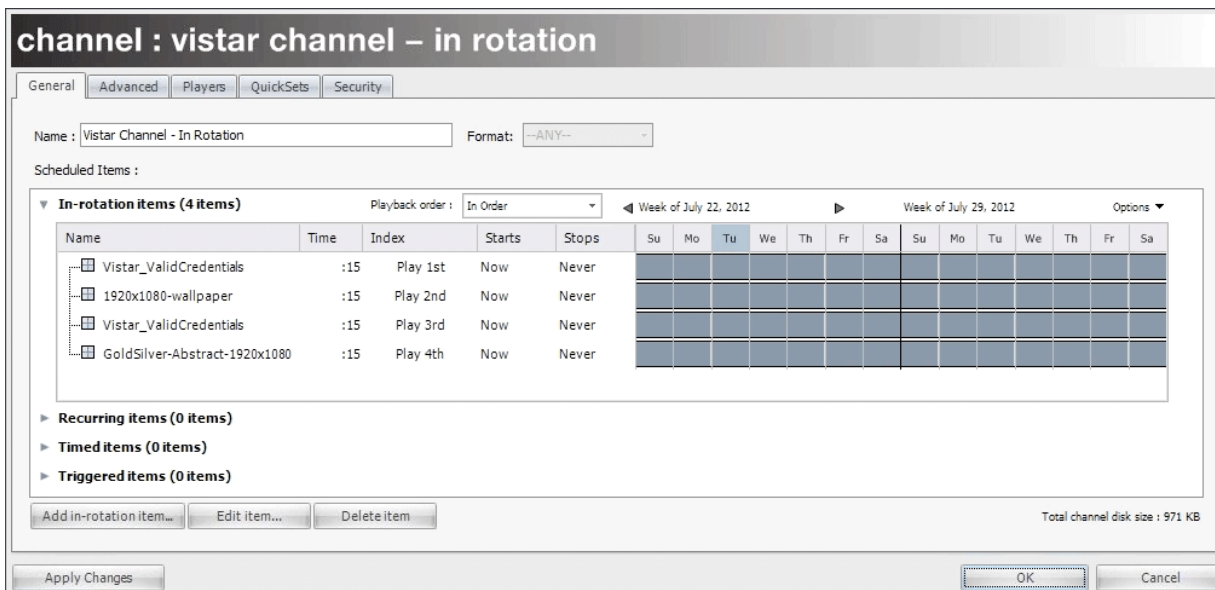 channel : vistar channel – in rotation
General Advanced Players QuickSets Security
Name : Vistar Channel - In Rotation Format: --ANY--
Scheduled Items :
In-rotation items (4 items) Playback order : In Order Week of July 22, 2012 Week of July 29, 2012 Options
Name Time Index Starts Stops Su Mo Tu We Th Fr Sa Su Mo Tu We Th Fr Sa
Vistar_ValidCredentials :15 Play 1st Now Never
1920x1080-wallpaper :15 Play 2nd Now Never
Vistar_ValidCredentials :15 Play 3rd Now Never
GoldSilver-Abstract-1920x1080 :15 Play 4th Now Never
Recurring items (0 items)
Timed items (0 items)
Triggered items (0 items)
Add in-rotation item... Edit item... Delete item Total channel disk size : 971 KB
Apply Changes OK Cancel